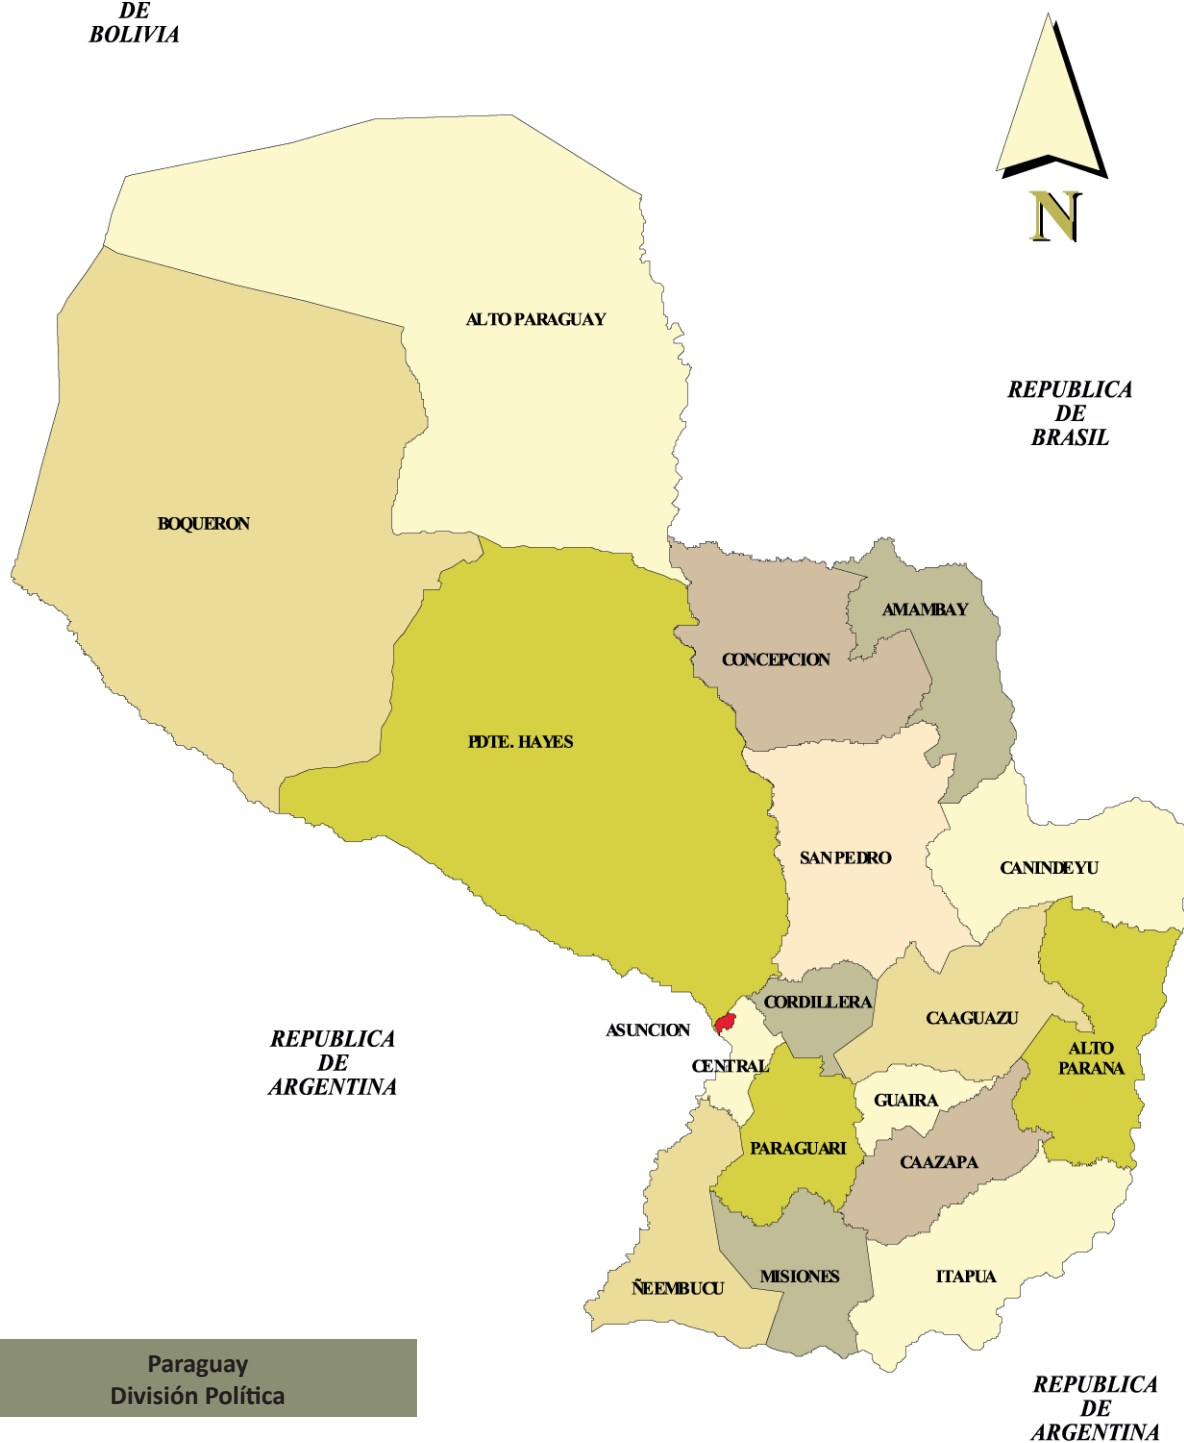 DE
BOLIVIA
N
ALTO PARAGUAY
REPUBLICA
DE
BRASIL
BOQUERON
AMAMBAY
CONCEPCION
PDTE. HAYES
SAN PEDRO
CANINDEYU
CORDILLERA
CAAGUAZU
ASUNCION
REPUBLICA
DE
ARGENTINA
CENTRAL
ALTO
PARANA
GUAIRA
PARAGUARI
CAAZAPA
ÑEEMBUCU
MISIONES
ITAPUA
Paraguay
División Política
REPUBLICA
DE
ARGENTINA